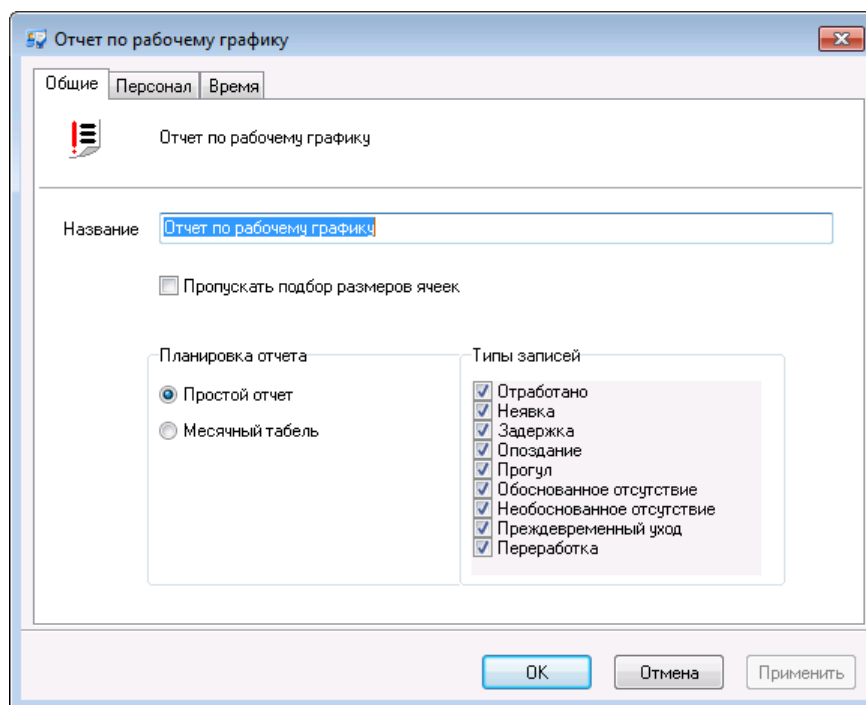 Отчет по рабочему графику
Общие Персонал Время
Отчет по рабочему графику
Название Отчет по рабочему графику
Пропускать подбор размеров ячеек
Планировка отчета
Простой отчет
Месячный табель
Типы записей
Отработано
Неявка
Задержка
Опоздание
Прогул
Обоснованное отсутствие
Необоснованное отсутствие
Преждевременный уход
Переработка
OK Отмена Применить